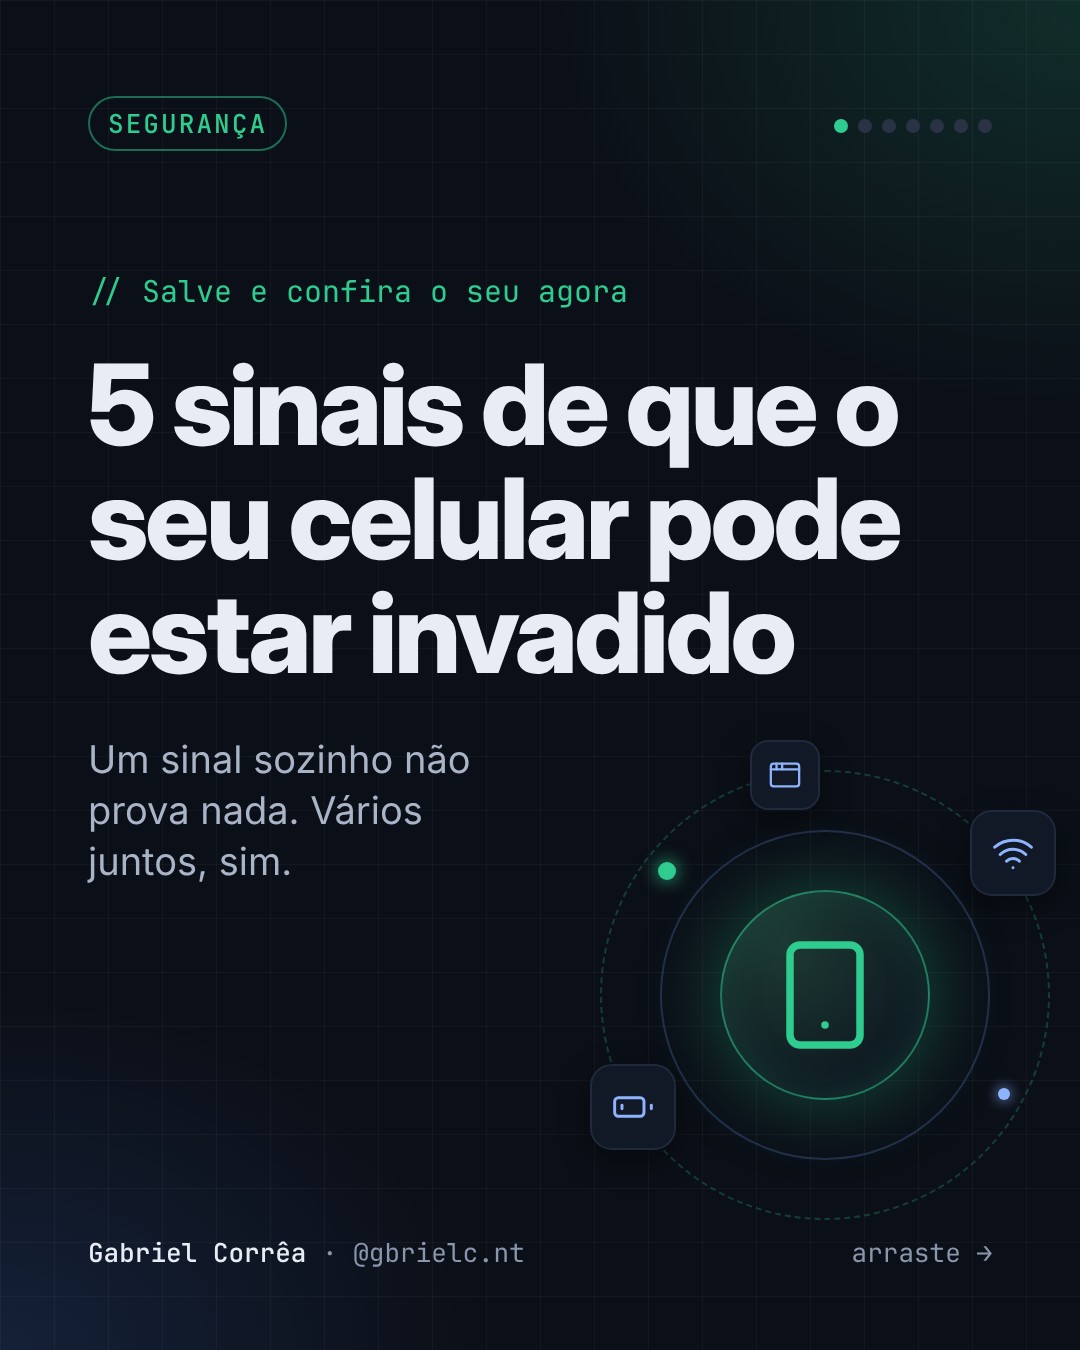 SEGURANÇA
// Salve e confira o seu agora
5 sinais de que o
seu celular pode
estar invadido
Um sinal sozinho não
prova nada. Vários
juntos, sim.
Gabriel Corrêa · @gbrielc.nt
arraste →